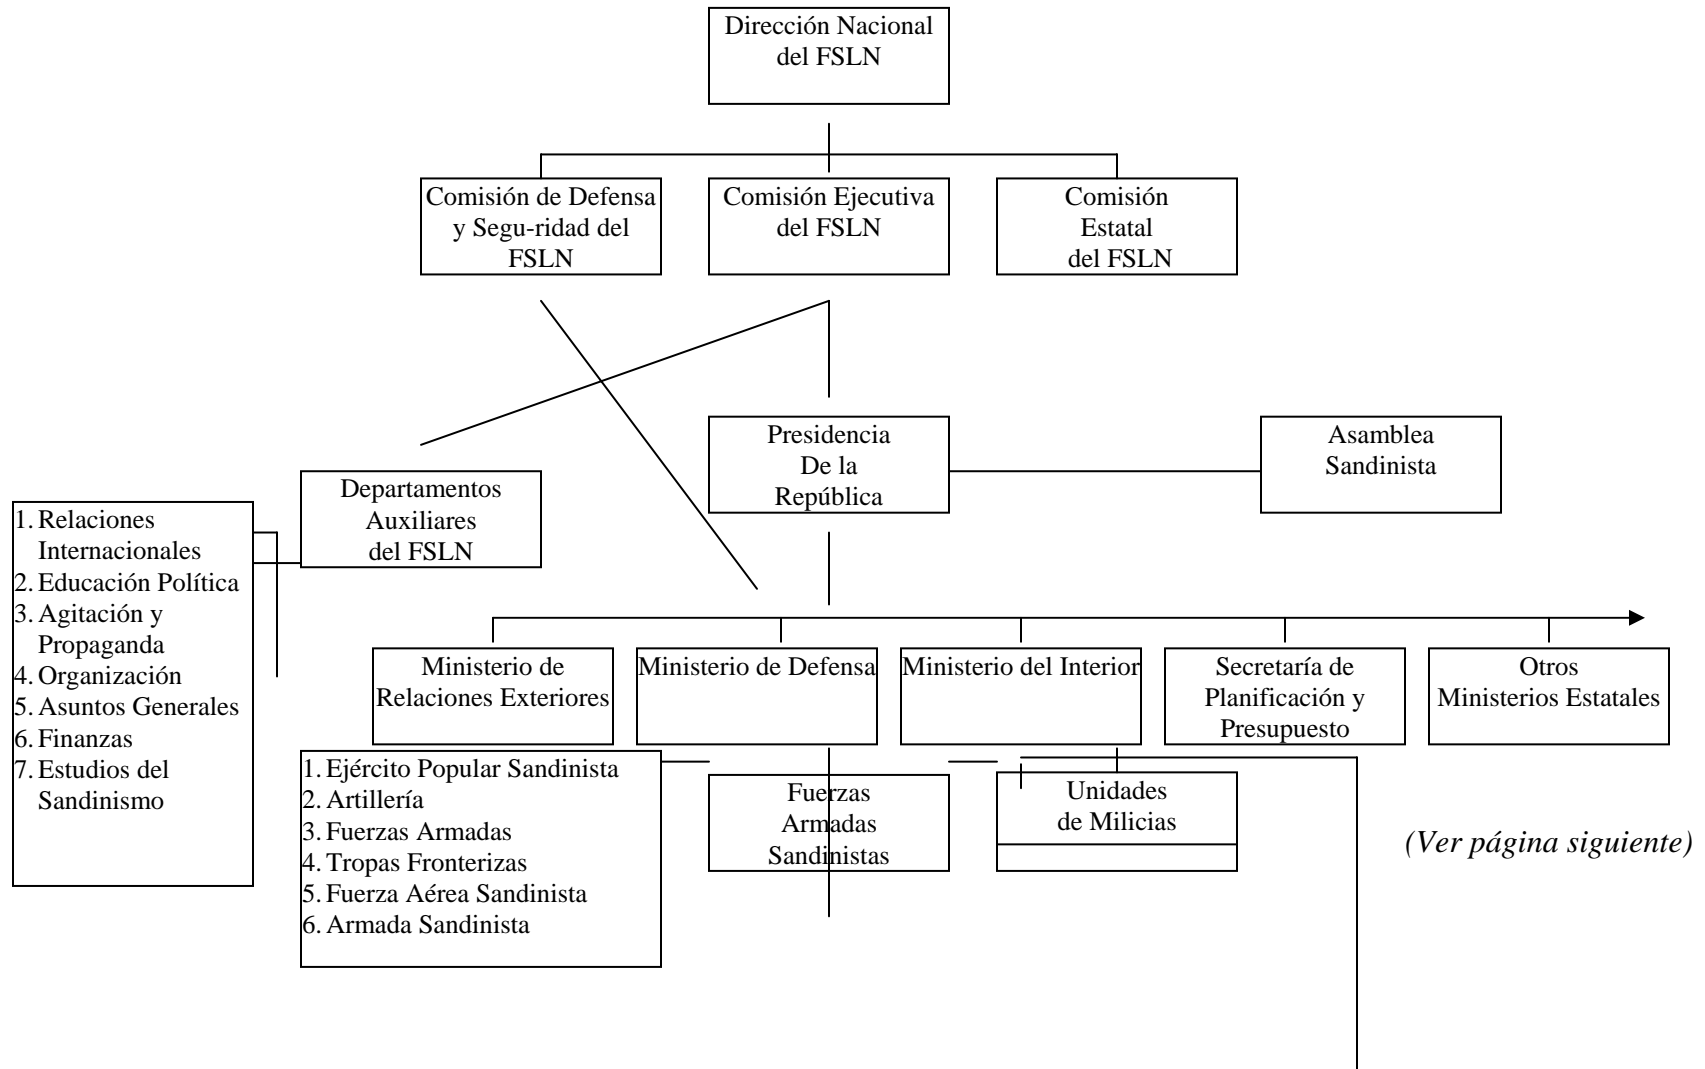 Dirección Nacional
del FSLN
Comisión de Defensa
y Segu-ridad del
FSLN
Comisión Ejecutiva
del FSLN
Comisión
Estatal
del FSLN
Presidencia
De la
República
Asamblea
Sandinista
Departamentos
Auxiliares
del FSLN
1. Relaciones
Internacionales
2. Educación Política
3. Agitación y
Propaganda
4. Organización
5. Asuntos Generales
6. Finanzas
7. Estudios del
Sandinismo
Ministerio de
Relaciones Exteriores
Ministerio de Defensa
Ministerio del Interior
Secretaría de
Planificación y
Presupuesto
Otros
Ministerios Estatales
1. Ejército Popular Sandinista
2. Artillería
3. Fuerzas Armadas
4. Tropas Fronterizas
5. Fuerza Aérea Sandinista
6. Armada Sandinista
Fuerzas
Armadas
Sandinistas
Unidades
de Milicias
(Ver página siguiente)